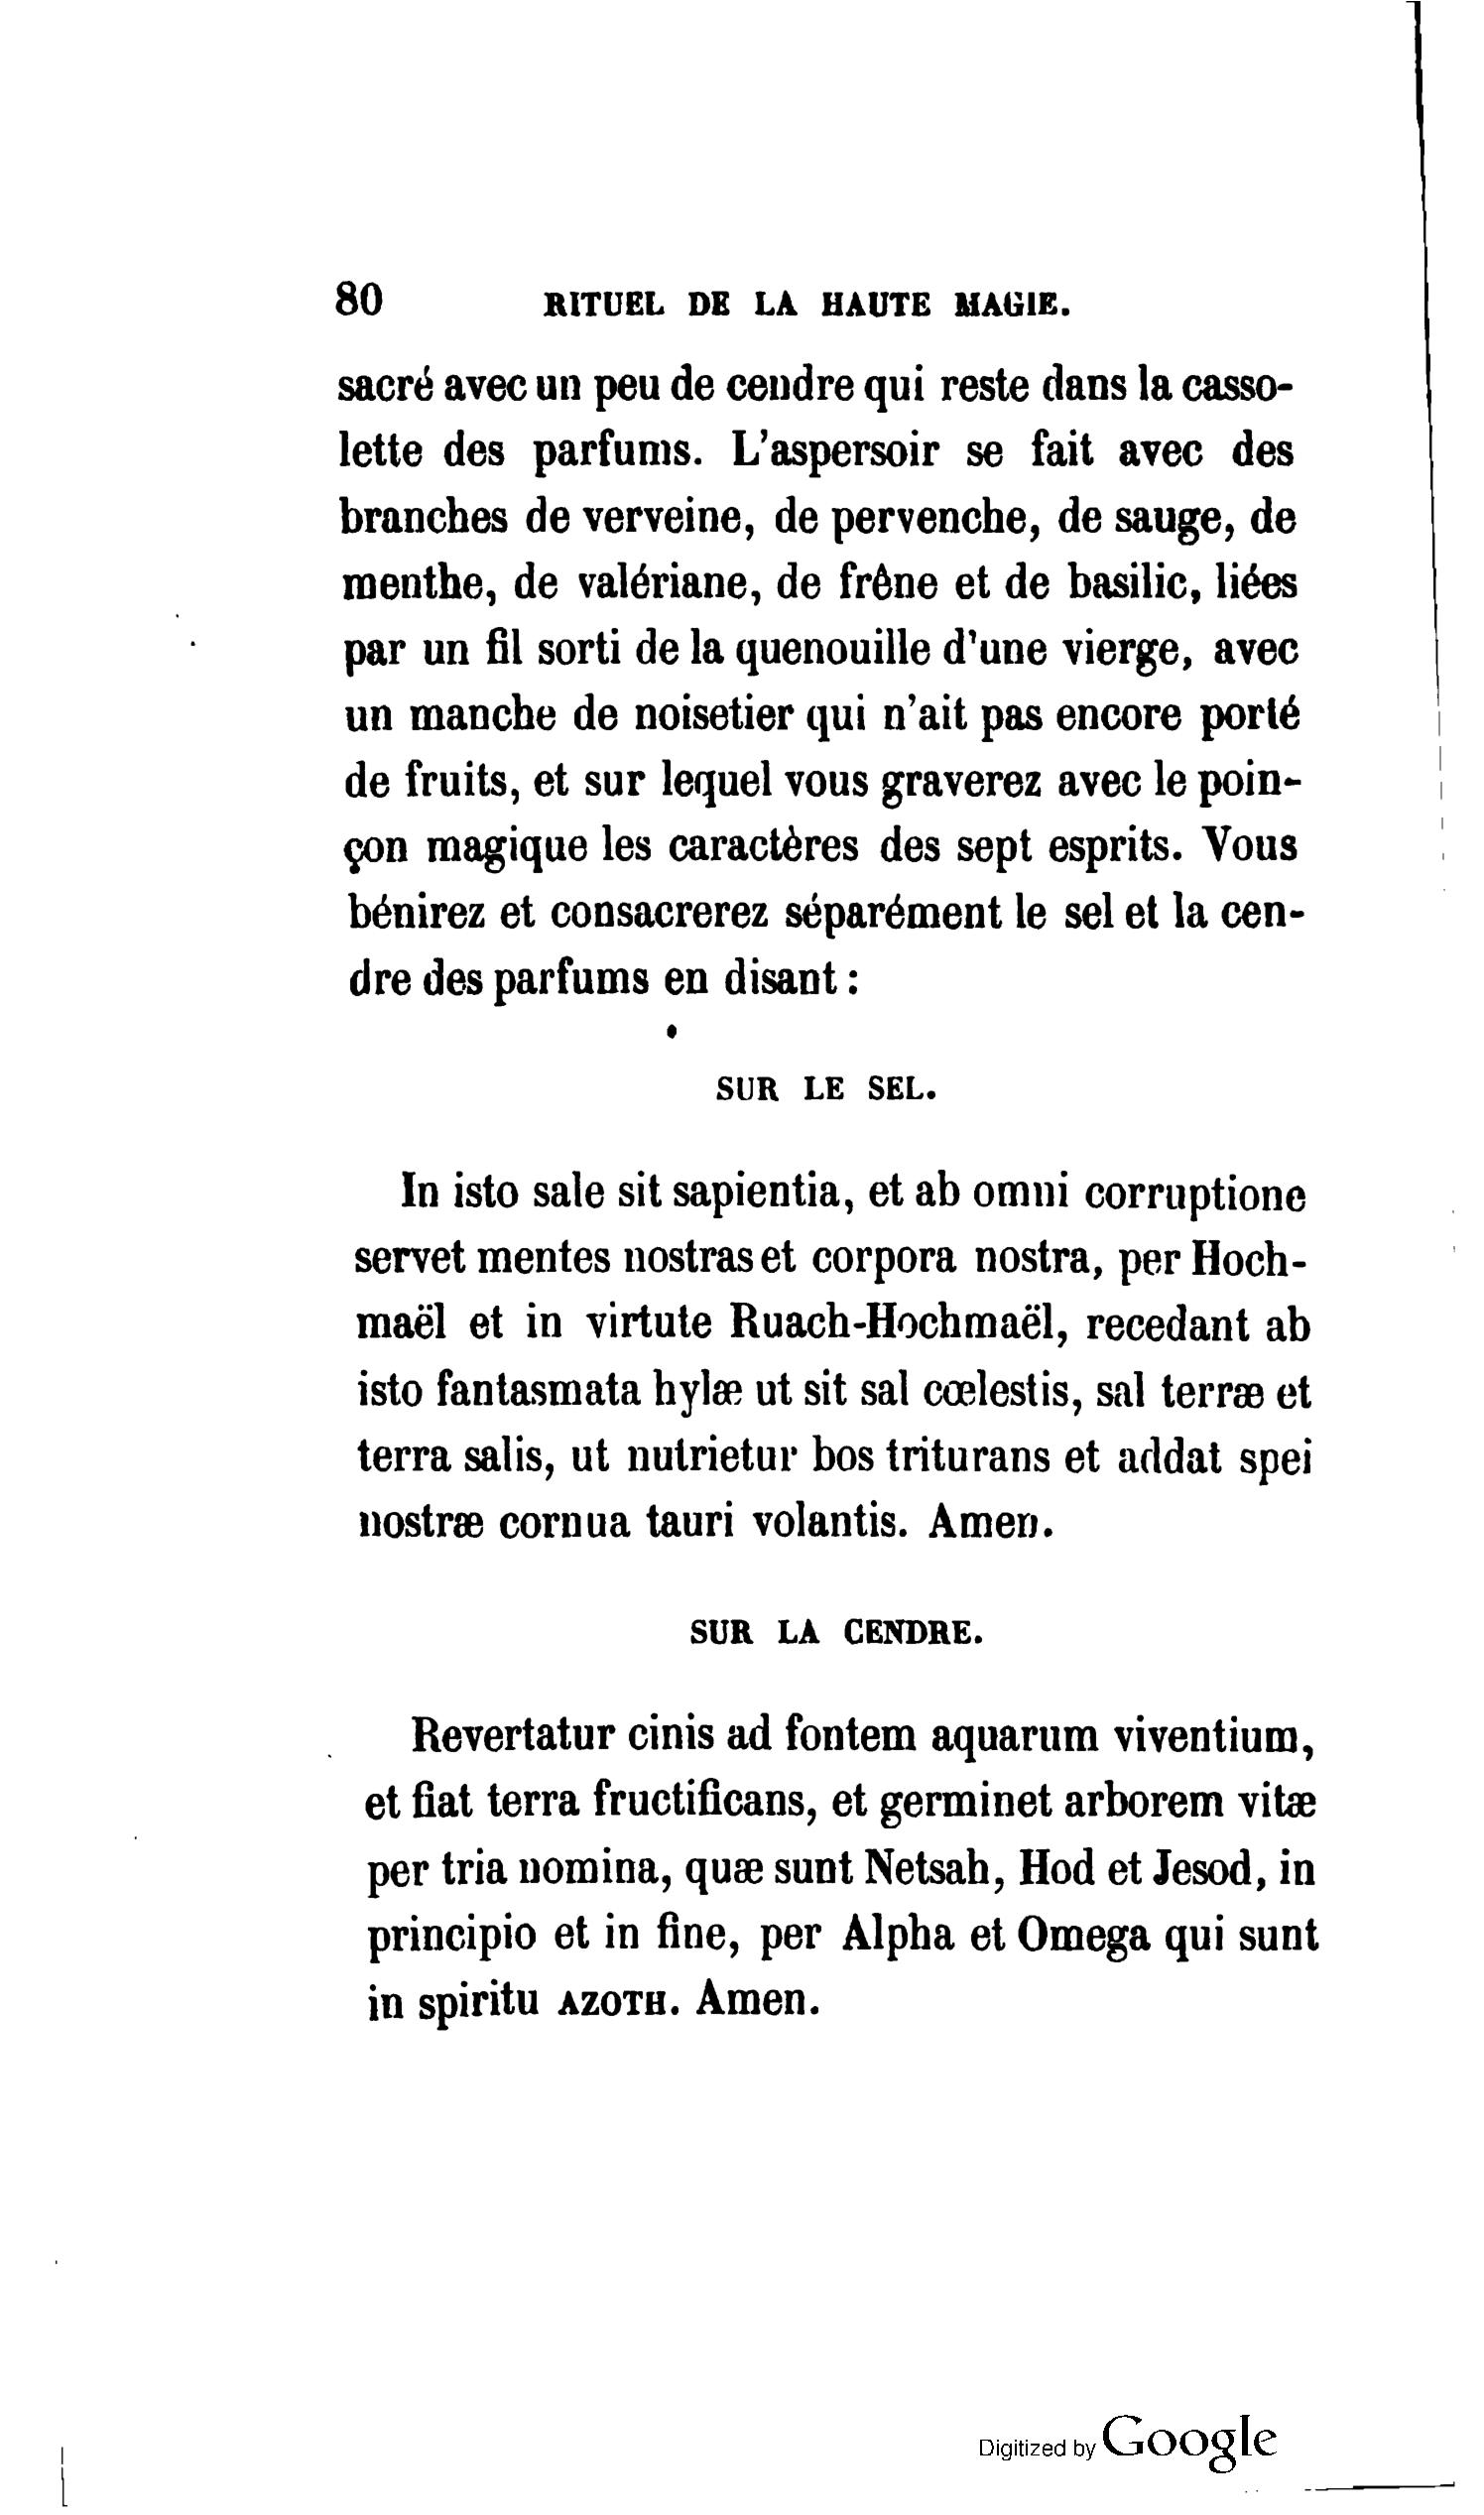 80 RITUEL DE LA HAUTE MAGIE.
sacré avec un peu de cendre qui reste dans la casso-
lette des parfums. L'aspersoir se fait avec des
branches de verveine, de pervenche, de sauge, de
menthe, de valériane, de frêne et de basilic, liées
par un fil sorti de la quenouille d'une vierge, avec
un manche de noisetier qui n'ait pas encore porté
de fruits, et sur lequel vous graverez avec le poin-
çon magique les caractères des sept esprits. Vous
bénirez et consacrerez séparément le sel et la cen-
dre des parfums en disant :
SUR LE SEL.
In isto sale sit sapientia, et ab omni corruptione
servet mentes nostras et corpora nostra, per Hoch-
maël et in virtute Ruach-Hochmaël, recedant ab
isto fantasmata hylæ ut sit sal cœlestis, sal terræ et
terra salis, ut nutrietur bos triturans et addat spei
nostræ cornua tauri volantis. Amen.
SUR LA CENDRE.
Revertatur cinis ad fontem aquarum viventium,
et fiat terra fructificans, et germinet arborem vitæ
per tria nomina, quæ sunt Netsah, Hod et Jesod, in
principio et in fine, per Alpha et Omega qui sunt
in spiritu AZOTH. Amen.
Digitized by Google